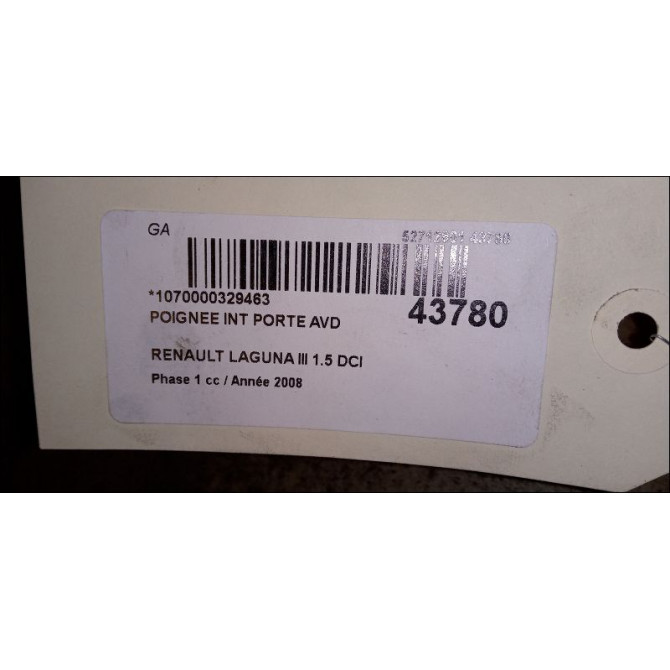 GA
*1070000329463
43780
POIGNEE INT PORTE AVD
RENAULT LAGUNA III 1.5 DCI
Phase 1 cc / Année 2008